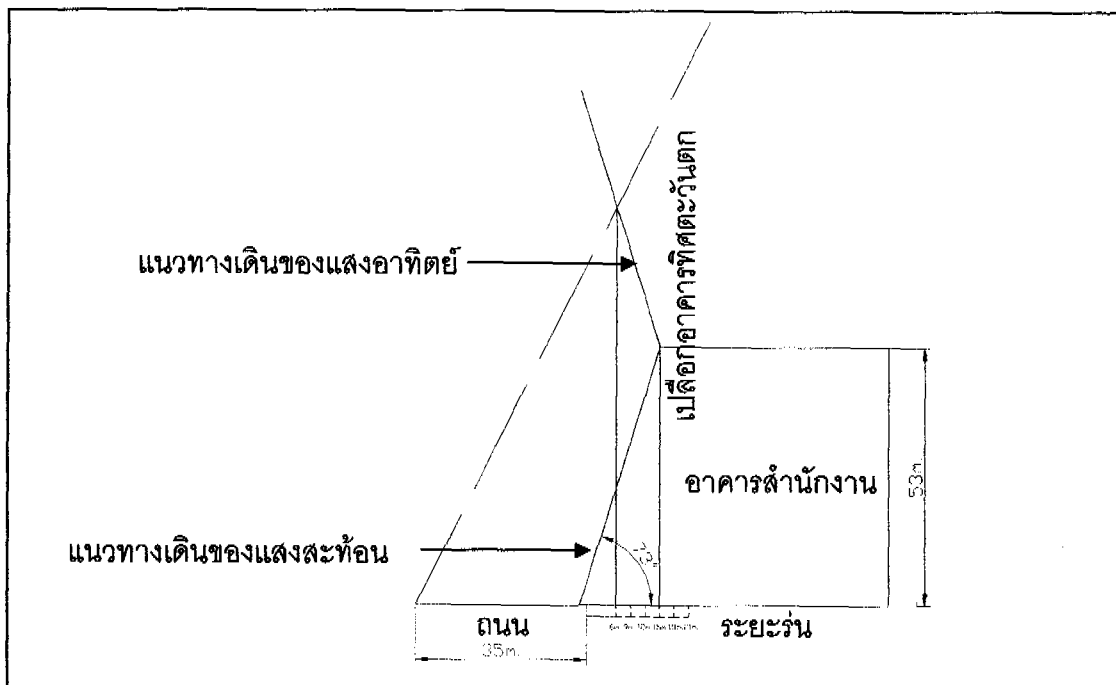 เปลือกอาคารทิศตะวันตก
แนวทางเดินของแสงอาทิตย์
อาคารสำนักงาน
53m.
แนวทางเดินของแสงสะท้อน
73°
ถนน
ระยะร่น
35m.